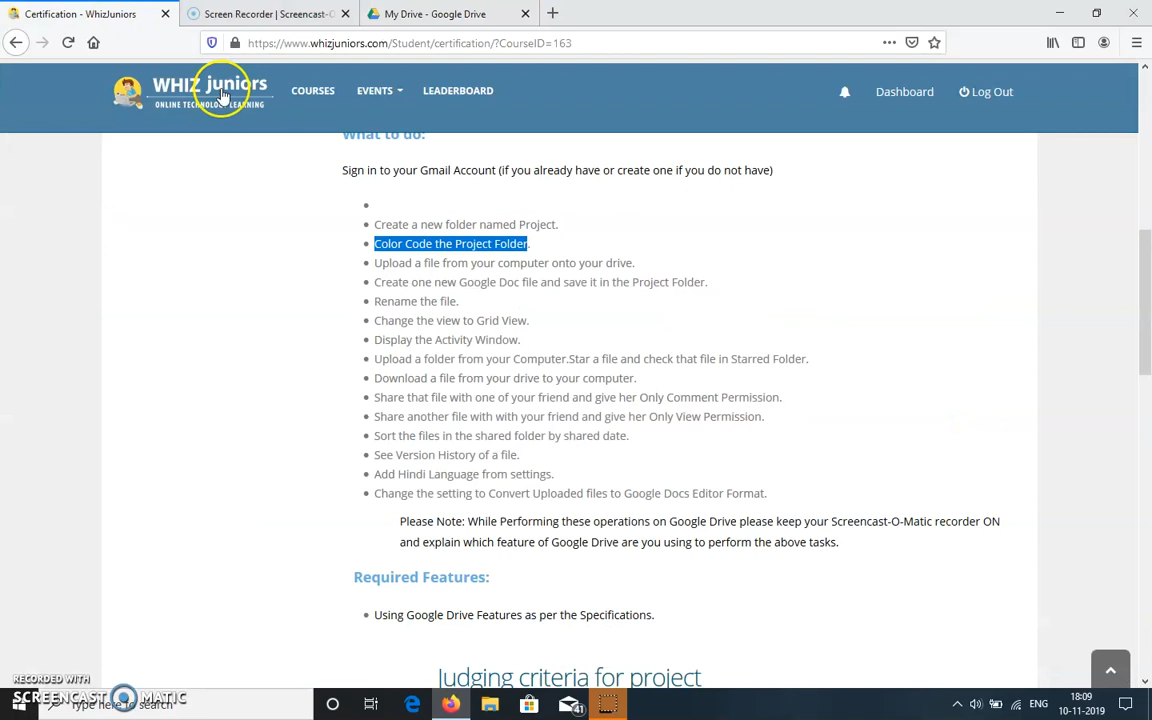 Certification - WhizJuniors
Screen Recorder | Screencast-O
My Drive - Google Drive
https://www.whizjuniors.com/Student/certification/?CourseID=163
WHIZ juniors
ONLINE TECHNOLOGY LEARNING
COURSES
EVENTS
LEADERBOARD
Dashboard
Log Out
What to do:
Sign in to your Gmail Account (if you already have or create one if you do not have)
Create a new folder named Project.
Color Code the Project Folder.
Upload a file from your computer onto your drive.
Create one new Google Doc file and save it in the Project Folder.
Rename the file.
Change the view to Grid View.
Display the Activity Window.
Upload a folder from your Computer.Star a file and check that file in Starred Folder.
Download a file from your drive to your computer.
Share that file with one of your friend and give her Only Comment Permission.
Share another file with with your friend and give her Only View Permission.
Sort the files in the shared folder by shared date.
See Version History of a file.
Add Hindi Language from settings.
Change the setting to Convert Uploaded files to Google Docs Editor Format.
Please Note: While Performing these operations on Google Drive please keep your Screencast-O-Matic recorder ON
and explain which feature of Google Drive are you using to perform the above tasks.
Required Features:
Using Google Drive Features as per the Specifications.
Judging criteria for project
RECORDED WITH
SCREENCAST MATIC
Type here to search
41
ENG
18:09
10-11-2019